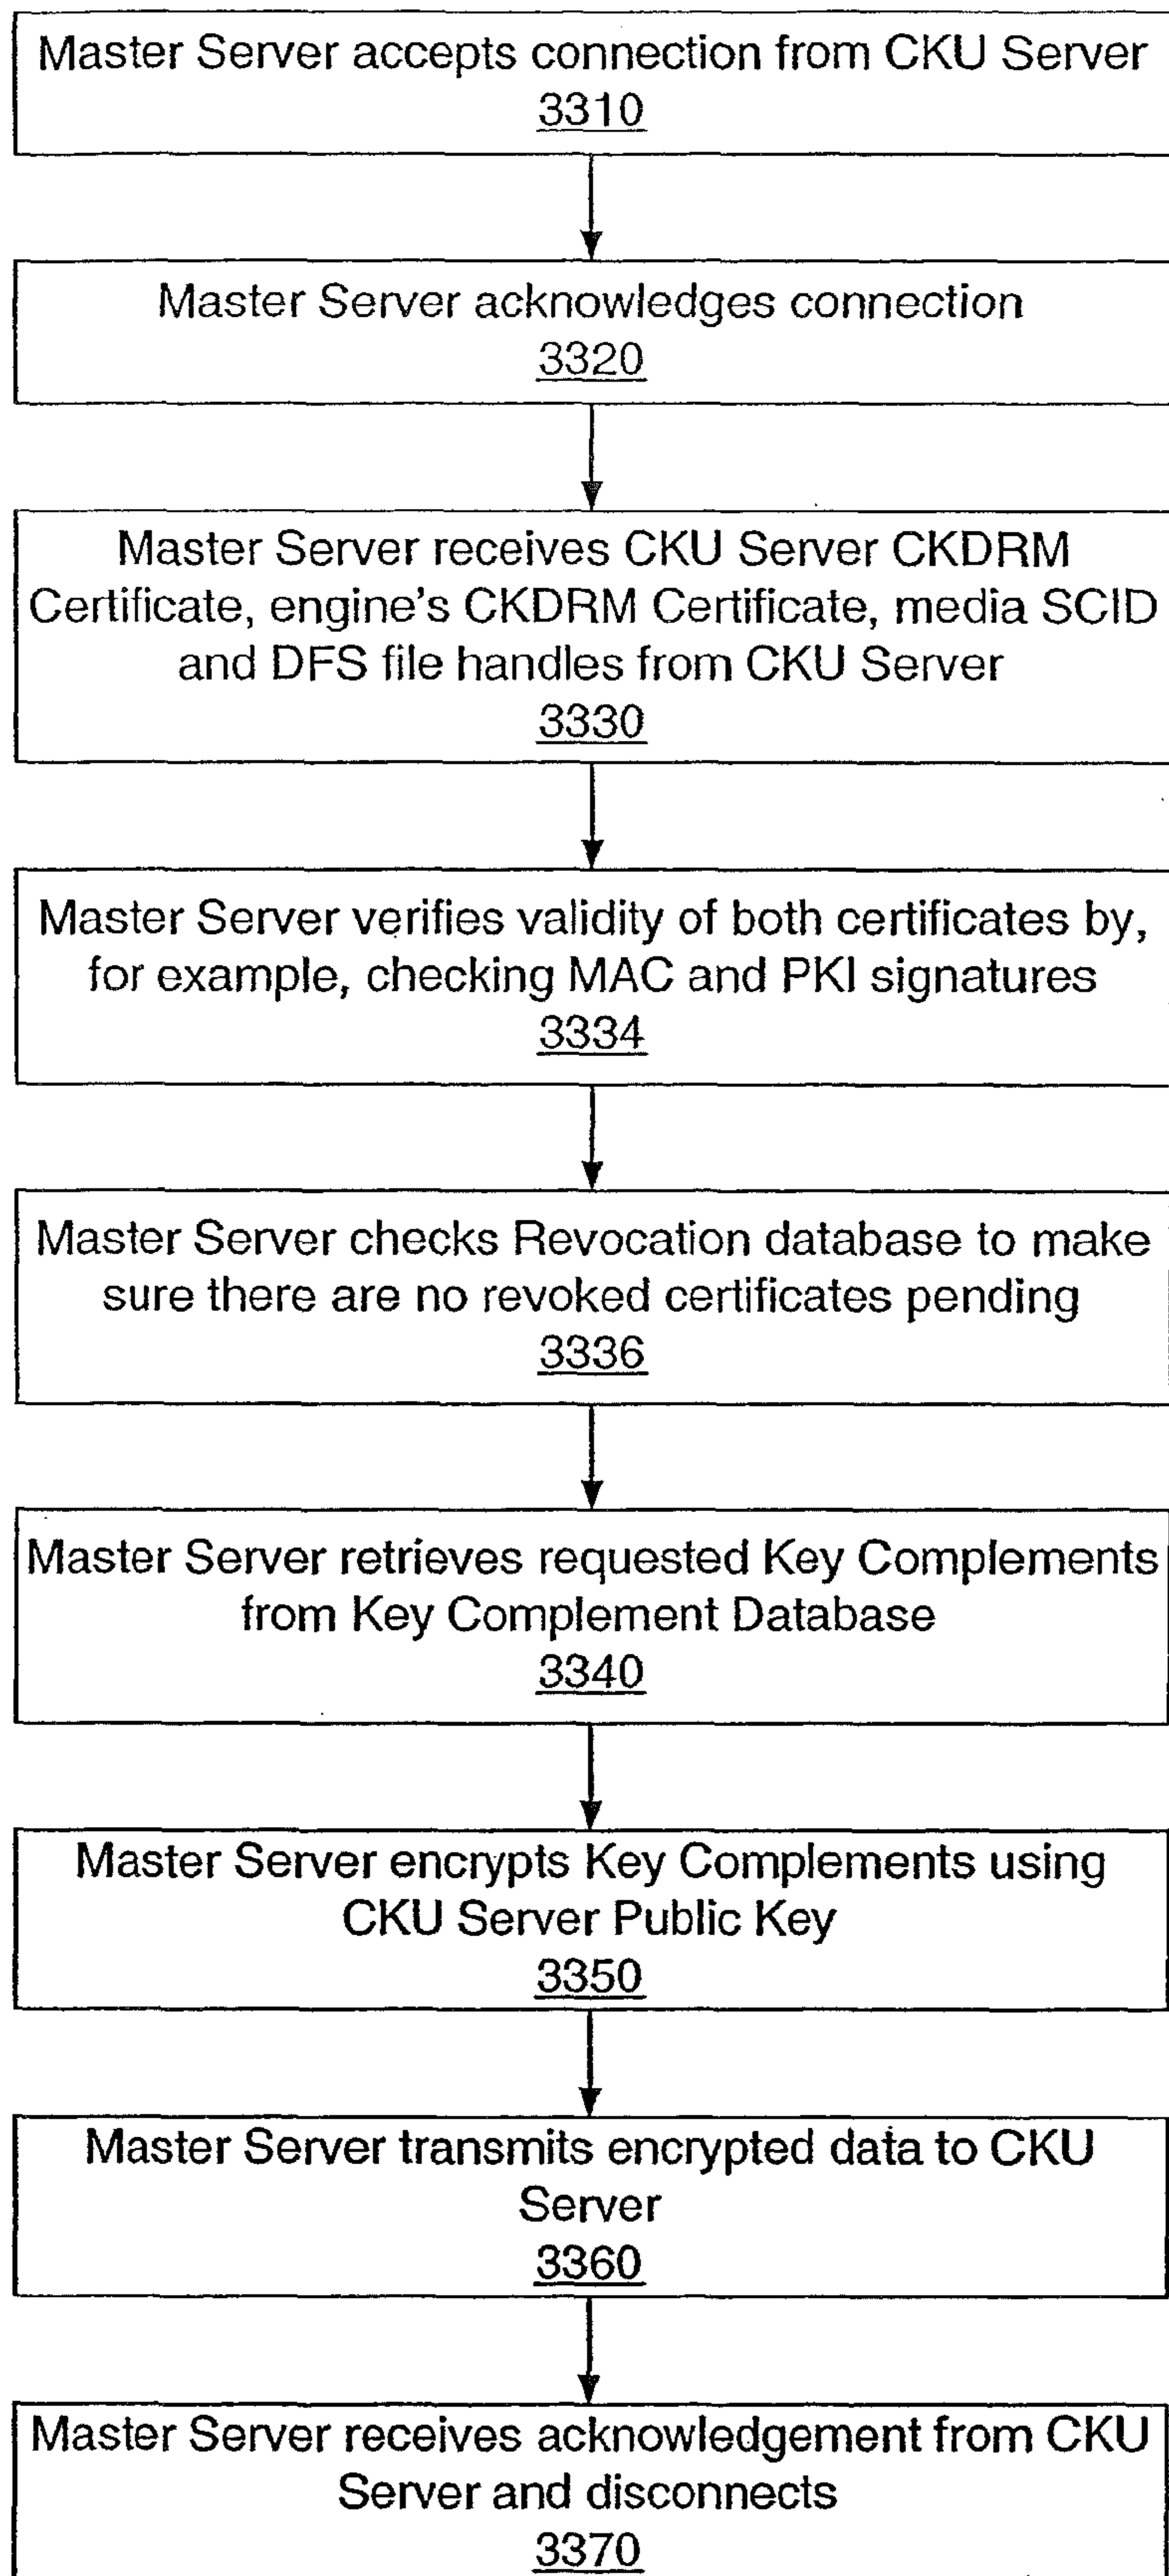 Master Server accepts connection from CKU Server
3310
Master Server acknowledges connection
3320
Master Server receives CKU Server CKDRM
Certificate, engine's CKDRM Certificate, media SCID
and DFS file handles from CKU Server
3330
Master Server verifies validity of both certificates by,
for example, checking MAC and PKI signatures
3334
Master Server checks Revocation database to make
sure there are no revoked certificates pending
3336
Master Server retrieves requested Key Complements
from Key Complement Database
3340
Master Server encrypts Key Complements using
CKU Server Public Key
3350
Master Server transmits encrypted data to CKU
Server
3360
Master Server receives acknowledgement from CKU
Server and disconnects
3370